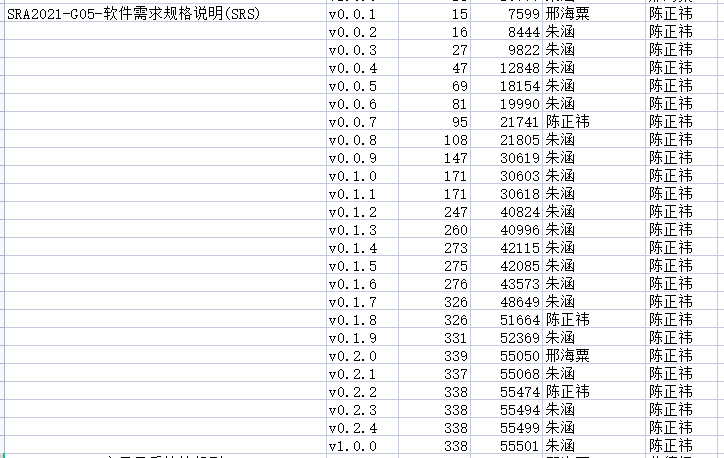 SRA2021-G05-软件需求规格说明(SRS) v0.0.1 15 7599 邢海粟 陈正祎
v0.0.2 16 8444 朱涵 陈正祎
v0.0.3 27 9822 朱涵 陈正祎
v0.0.4 47 12848 朱涵 陈正祎
v0.0.5 69 18154 朱涵 陈正祎
v0.0.6 81 19990 朱涵 陈正祎
v0.0.7 95 21741 陈正祎 陈正祎
v0.0.8 108 21805 朱涵 陈正祎
v0.0.9 147 30619 朱涵 陈正祎
v0.1.0 171 30603 朱涵 陈正祎
v0.1.1 171 30618 朱涵 陈正祎
v0.1.2 247 40824 朱涵 陈正祎
v0.1.3 260 40996 朱涵 陈正祎
v0.1.4 273 42115 朱涵 陈正祎
v0.1.5 275 42085 朱涵 陈正祎
v0.1.6 276 43573 朱涵 陈正祎
v0.1.7 326 48649 朱涵 陈正祎
v0.1.8 326 51664 陈正祎 陈正祎
v0.1.9 331 52369 朱涵 陈正祎
v0.2.0 339 55050 邢海粟 陈正祎
v0.2.1 337 55068 朱涵 陈正祎
v0.2.2 338 55474 陈正祎 陈正祎
v0.2.3 338 55494 朱涵 陈正祎
v0.2.4 338 55499 朱涵 陈正祎
v1.0.0 338 55501 朱涵 陈正祎